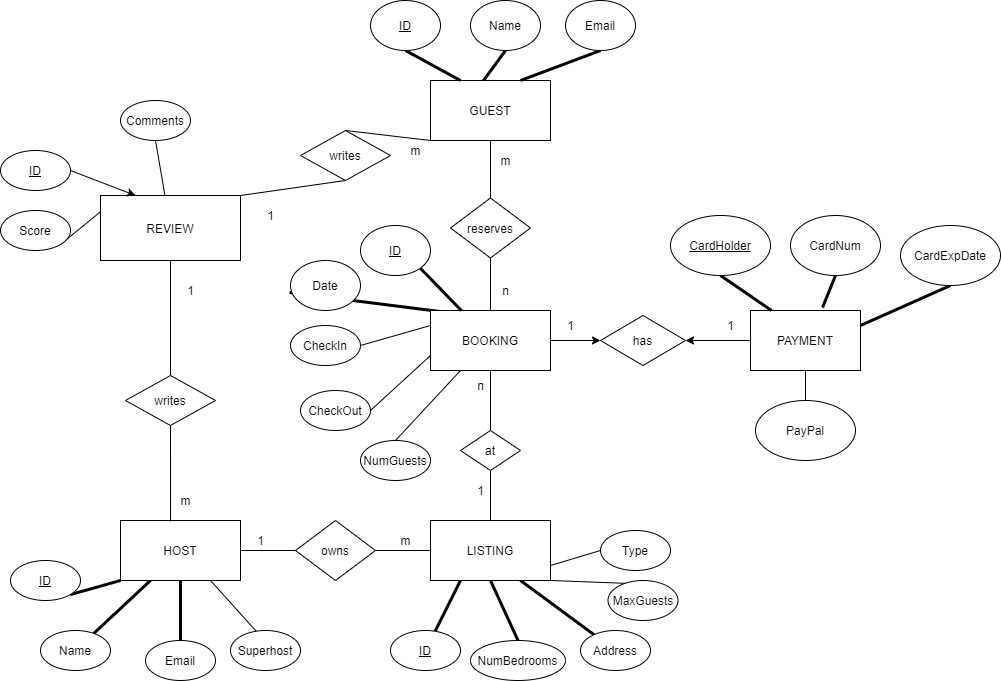 ID
Name
Email
GUEST
Comments
writes
m
m
ID
REVIEW
Score
1
reserves
ID
CardHolder
CardNum
CardExpDate
Date
1
n
CheckIn
BOOKING
1
has
1
PAYMENT
n
CheckOut
writes
PayPal
NumGuests
at
m
1
HOST
1
owns
m
LISTING
Type
ID
MaxGuests
Name
Email
Superhost
ID
NumBedrooms
Address